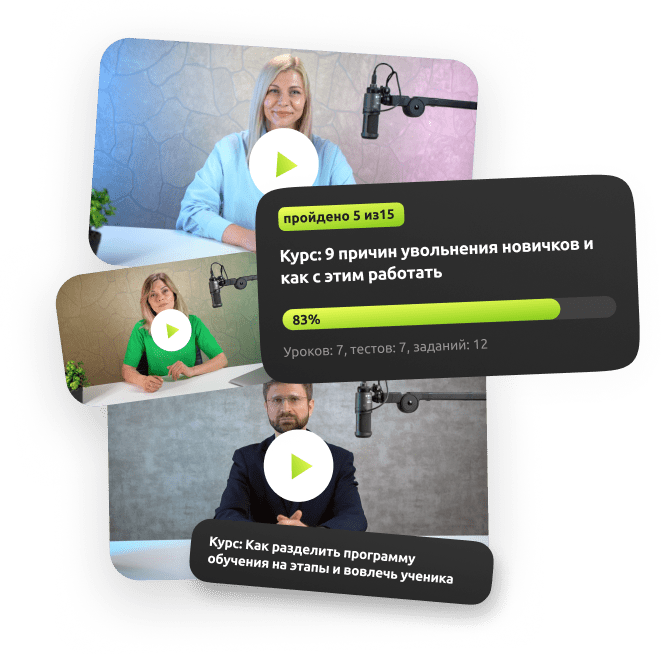 пройдено 5 из15
Курс: 9 причин увольнения новичков и
как с этим работать
83%
Уроков: 7, тестов: 7, заданий: 12
Курс: Как разделить программу
обучения на этапы и вовлечь ученика